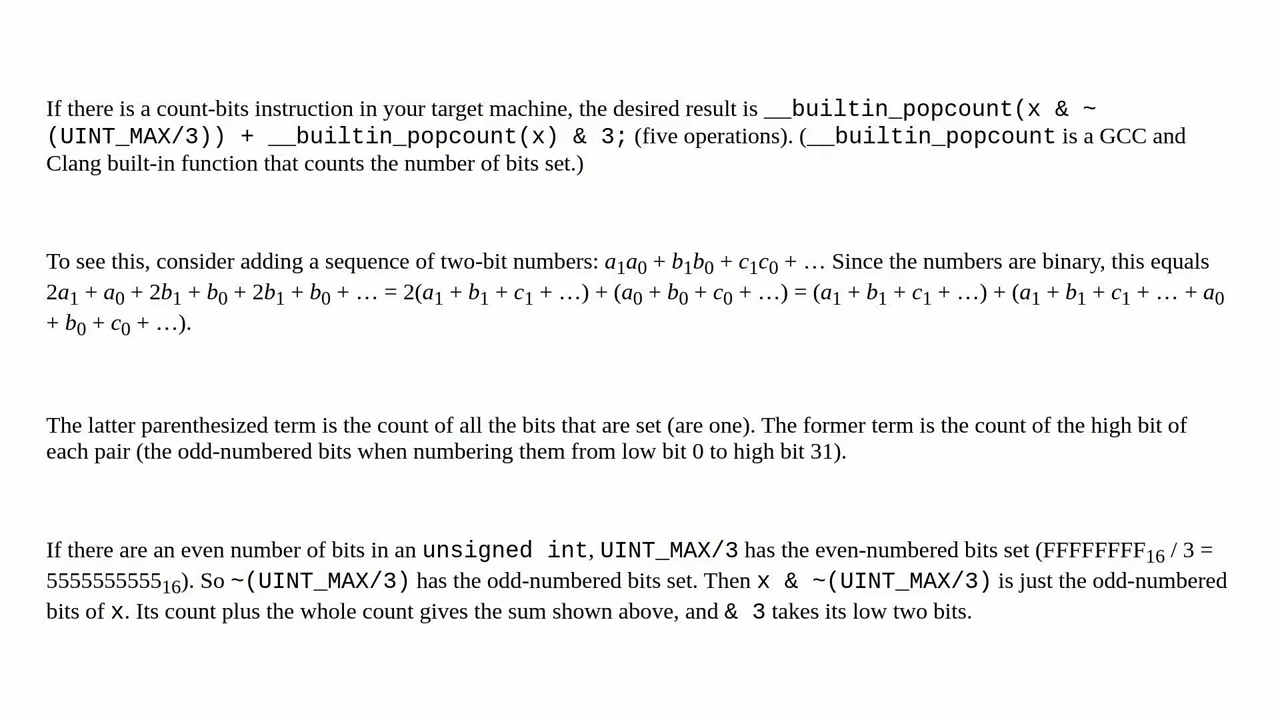 If there is a count-bits instruction in your target machine, the desired result is __builtin_popcount(x & ~
(UINT_MAX/3)) + __builtin_popcount(x) & 3; (five operations). (__builtin_popcount is a GCC and
Clang built-in function that counts the number of bits set.)
To see this, consider adding a sequence of two-bit numbers: a₁a₀ + b₁b₀ + c₁c₀ + … Since the numbers are binary, this equals
2a₁ + a₀ + 2b₁ + b₀ + 2b₁ + b₀ + … = 2(a₁ + b₁ + c₁ + …) + (a₀ + b₀ + c₀ + …) = (a₁ + b₁ + c₁ + …) + (a₁ + b₁ + c₁ + … + a₀
+ b₀ + c₀ + …).
The latter parenthesized term is the count of all the bits that are set (are one). The former term is the count of the high bit of
each pair (the odd-numbered bits when numbering them from low bit 0 to high bit 31).
If there are an even number of bits in an unsigned int, UINT_MAX/3 has the even-numbered bits set (FFFFFFFF₁₆ / 3 =
5555555555₁₆). So ~(UINT_MAX/3) has the odd-numbered bits set. Then x & ~(UINT_MAX/3) is just the odd-numbered
bits of x. Its count plus the whole count gives the sum shown above, and & 3 takes its low two bits.